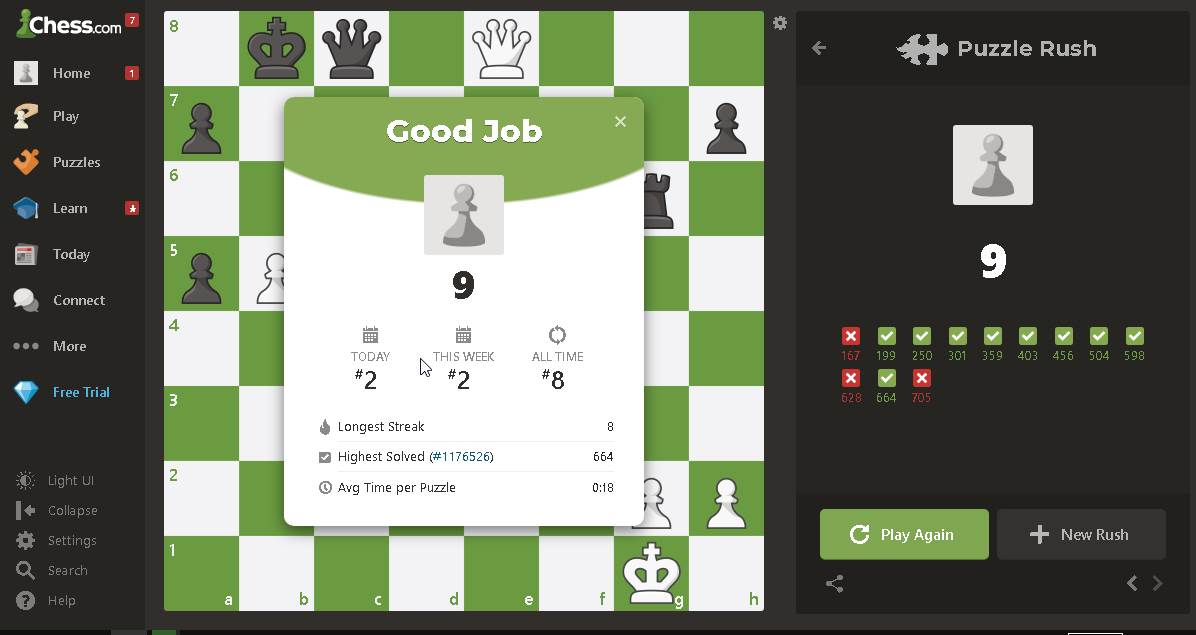 Chess.com 7
Home 1
Play
Puzzles
Learn
Today
Connect
More
Free Trial
Light UI
Collapse
Settings
Search
Help
8
7
6
5
4
3
2
1
a b c d e f g h
Good Job
×
9
TODAY THIS WEEK ALL TIME
#2 #2 #8
Longest Streak 8
Highest Solved (#1176526) 664
Avg Time per Puzzle 0:18
Puzzle Rush
9
167 199 250 301 359 403 456 504 598
628 664 705
Play Again
New Rush